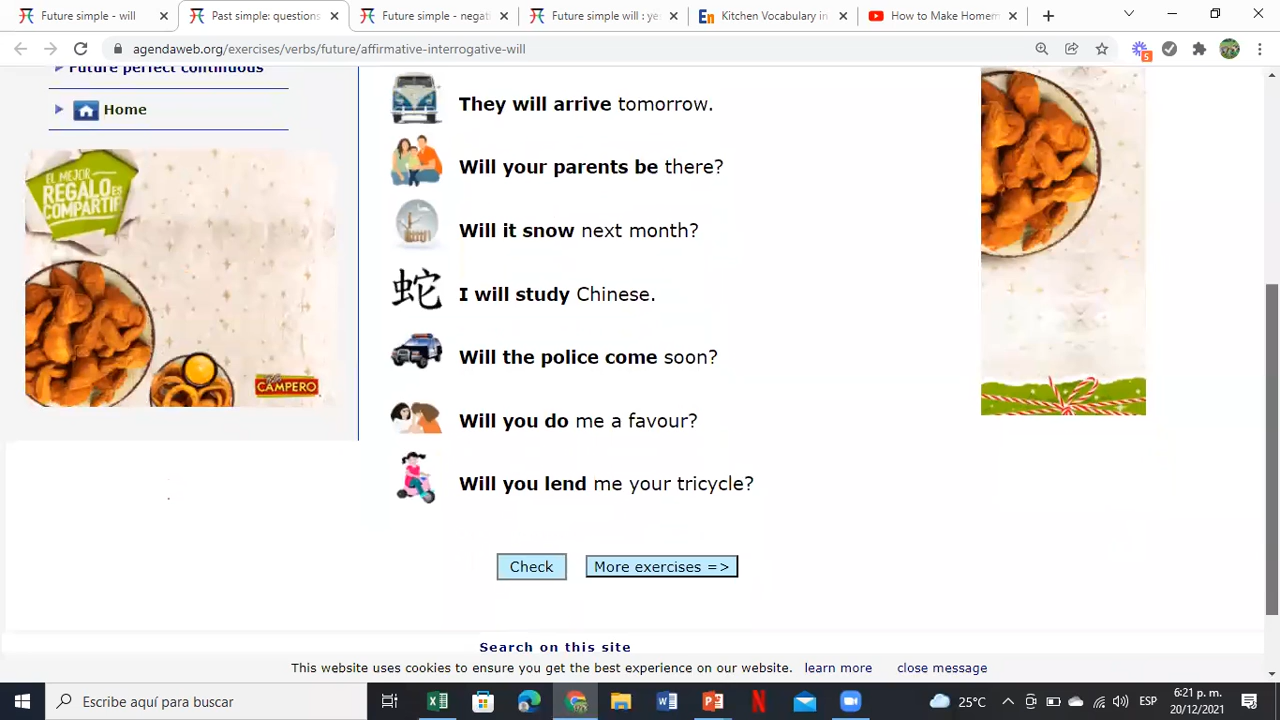 Future simple - will
Past simple: questions
Future simple - negati
Future simple will : ye
Kitchen Vocabulary in
How to Make Homem
agendaweb.org/exercises/verbs/future/affirmative-interrogative-will
5
Future perfect continuous
Home
EL MEJOR
REGALO ES
COMPARTIR
CAMPERO
They will arrive tomorrow.
Will your parents be there?
Will it snow next month?
蛇
I will study Chinese.
Will the police come soon?
Will you do me a favour?
Will you lend me your tricycle?
Check
More exercises =>
Search on this site
This website uses cookies to ensure you get the best experience on our website. learn more close message
Escribe aquí para buscar
25°C
ESP
6:21 p. m.
20/12/2021